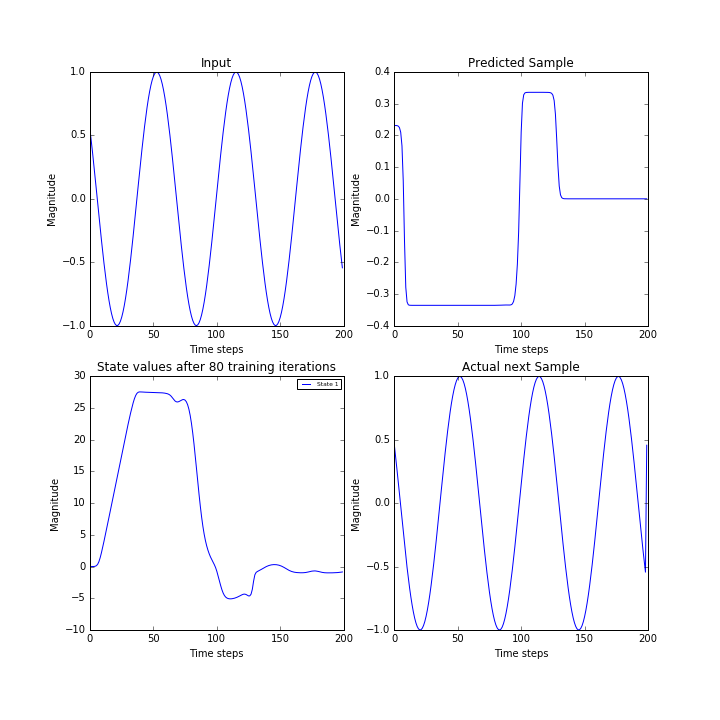 Input
Magnitude
1.0
0.5
0.0
−0.5
−1.0
0 50 100 150 200
Time steps
Predicted Sample
Magnitude
0.4
0.3
0.2
0.1
0.0
−0.1
−0.2
−0.3
−0.4
0 50 100 150 200
Time steps
State values after 80 training iterations
Magnitude
30
25
20
15
10
5
0
−5
−10
State 1
0 50 100 150 200
Time steps
Actual next Sample
Magnitude
1.0
0.5
0.0
−0.5
−1.0
0 50 100 150 200
Time steps